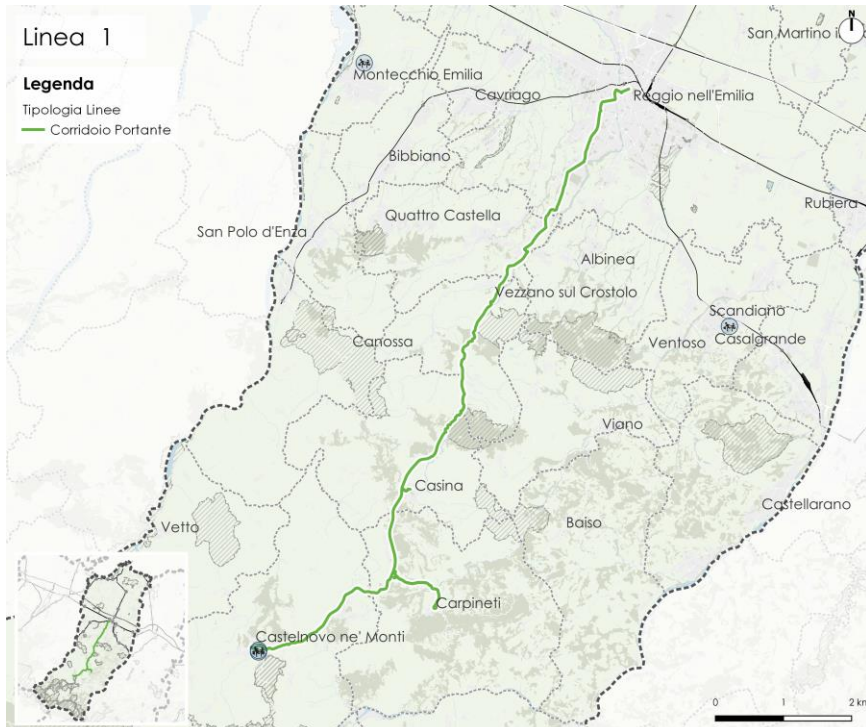 Linea 1
N
Legenda
Tipologia Linee
Corridoio Portante
San Martino i
Montecchio Emilia
Cavriago
Reggio nell'Emilia
Bibbiano
Rubiera
Quattro Castella
San Polo d'Enza
Albinea
Vezzano sul Crostolo
Scandiano
Canossa
Ventoso
Casalgrande
Viano
Casina
Castellarano
Vetto
Baiso
Carpineti
Castelnovo ne' Monti
0 1 2 km